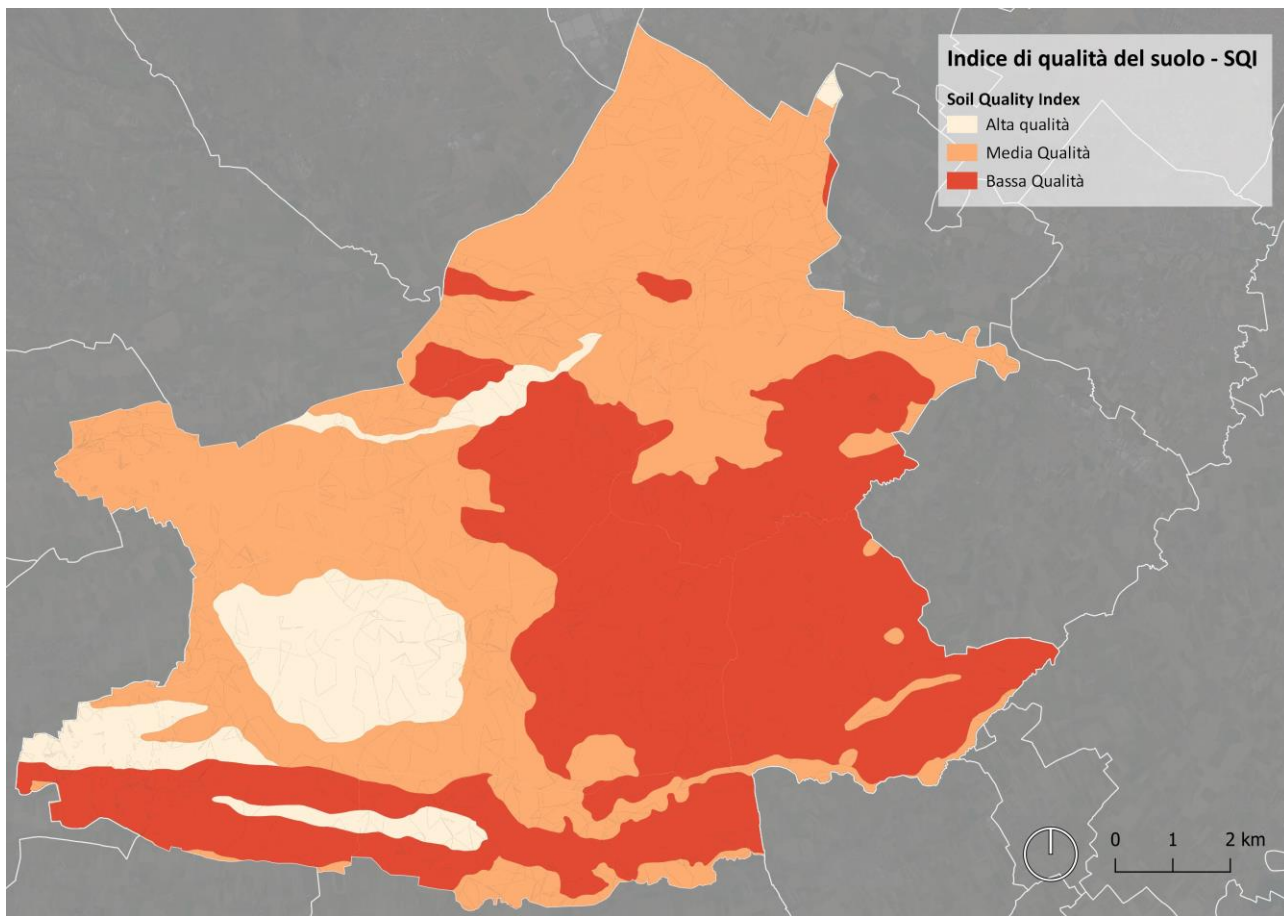 Indice di qualità del suolo - SQI
Soil Quality Index
Alta qualità
Media Qualità
Bassa Qualità
0 1 2 km